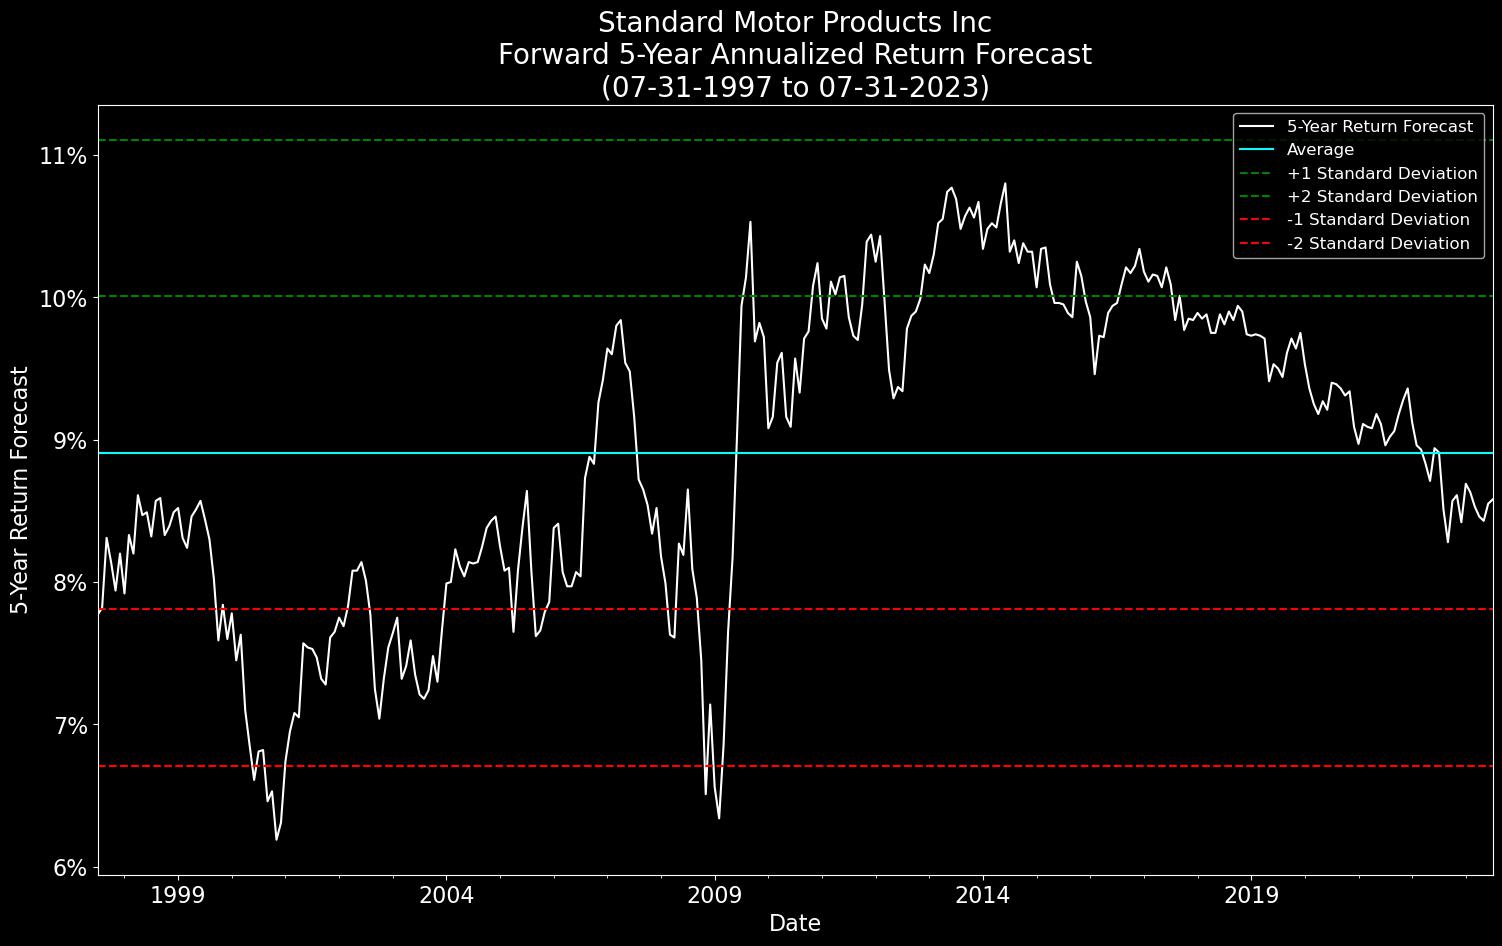 Standard Motor Products Inc
Forward 5-Year Annualized Return Forecast
(07-31-1997 to 07-31-2023)
5-Year Return Forecast
Average
+1 Standard Deviation
+2 Standard Deviation
-1 Standard Deviation
-2 Standard Deviation
11%
10%
9%
8%
7%
6%
5-Year Return Forecast
1999
2004
2009
2014
2019
Date